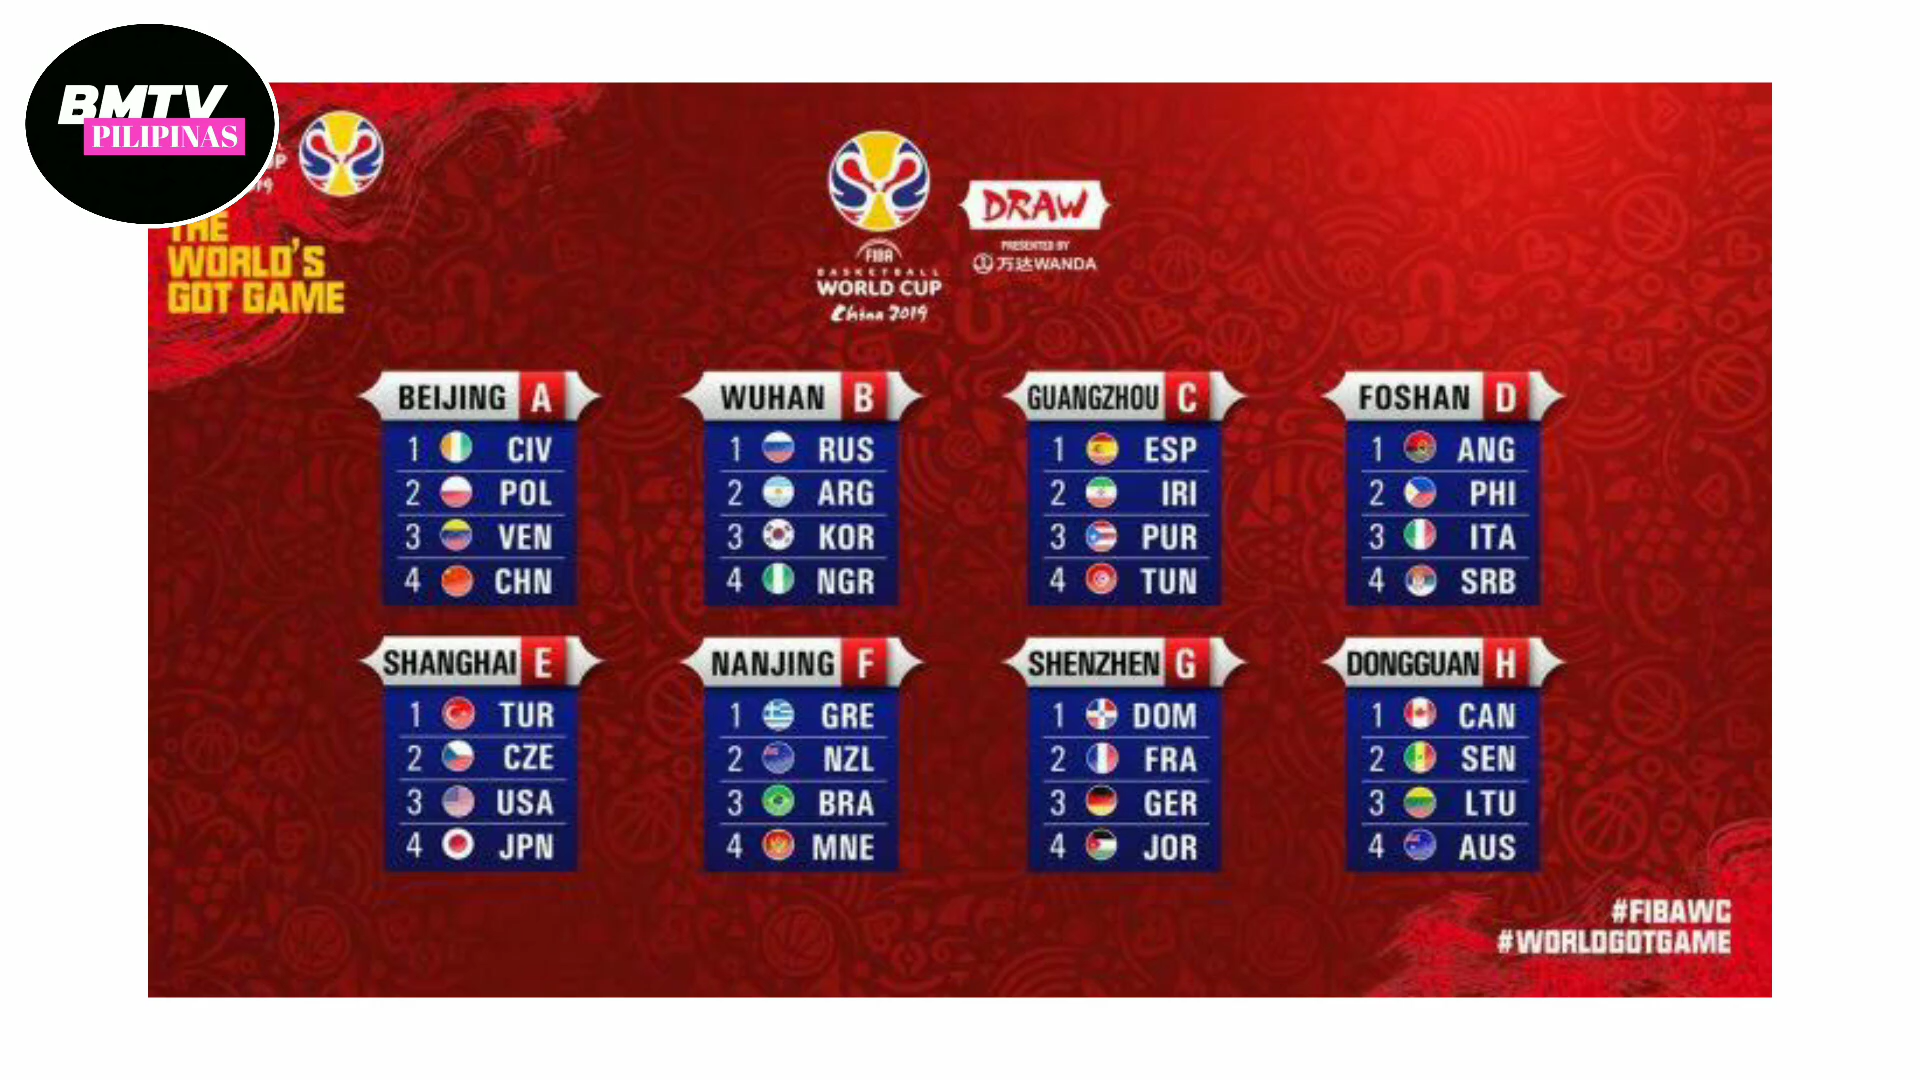 BMTV
PILIPINAS
THE
WORLD'S
GOT GAME
DRAW
PRESENTED BY
万达WANDA
FIBA
BASKETBALL
WORLD CUP
China 2019
BEIJING A
1 CIV
2 POL
3 VEN
4 CHN
WUHAN B
1 RUS
2 ARG
3 KOR
4 NGR
GUANGZHOU C
1 ESP
2 IRI
3 PUR
4 TUN
FOSHAN D
1 ANG
2 PHI
3 ITA
4 SRB
SHANGHAI E
1 TUR
2 CZE
3 USA
4 JPN
NANJING F
1 GRE
2 NZL
3 BRA
4 MNE
SHENZHEN G
1 DOM
2 FRA
3 GER
4 JOR
DONGGUAN H
1 CAN
2 SEN
3 LTU
4 AUS
#FIBAWC
#WORLDGOTGAME